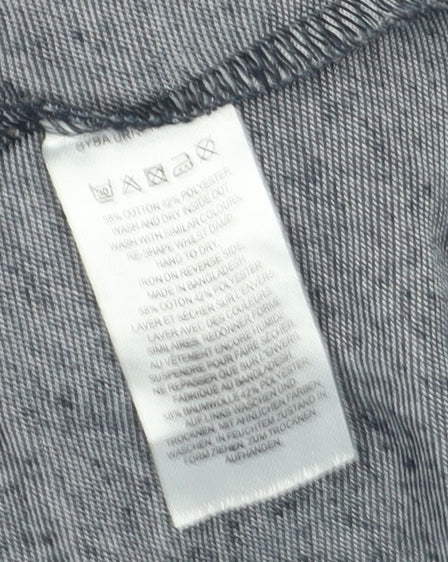 58% COTTON 42% POLYESTER
WASH AND DRY INSIDE OUT
WASH WITH SIMILAR COLOURS.
RE-SHAPE WHILST DAMP.
HANG TO DRY.
IRON ON REVERSE SIDE
MADE IN BANGLADESH
58% COTON 42% POLYESTER
LAVER ET SÉCHER SUR L'ENVERS
LAVER AVEC DES COULEURS
SIMILAIRES. REDONNER FORME
AU VÊTEMENT ENCORE HUMIDE.
SUSPENDRE POUR FAIRE SÉCHER.
NE REPASSER QUE SUR L'ENVERS
FABRIQUÉ AU BANGLADESH
58% BAUMWOLLE 42% POLYESTER
AUF LINKS WASCHEN UND
TROCKNEN. MIT ÄHNLICHEN FARBEN
WASCHEN. IN FEUCHTEM ZUSTAND IN
FORM ZIEHEN. ZUM TROCKNEN
AUFHÄNGEN.